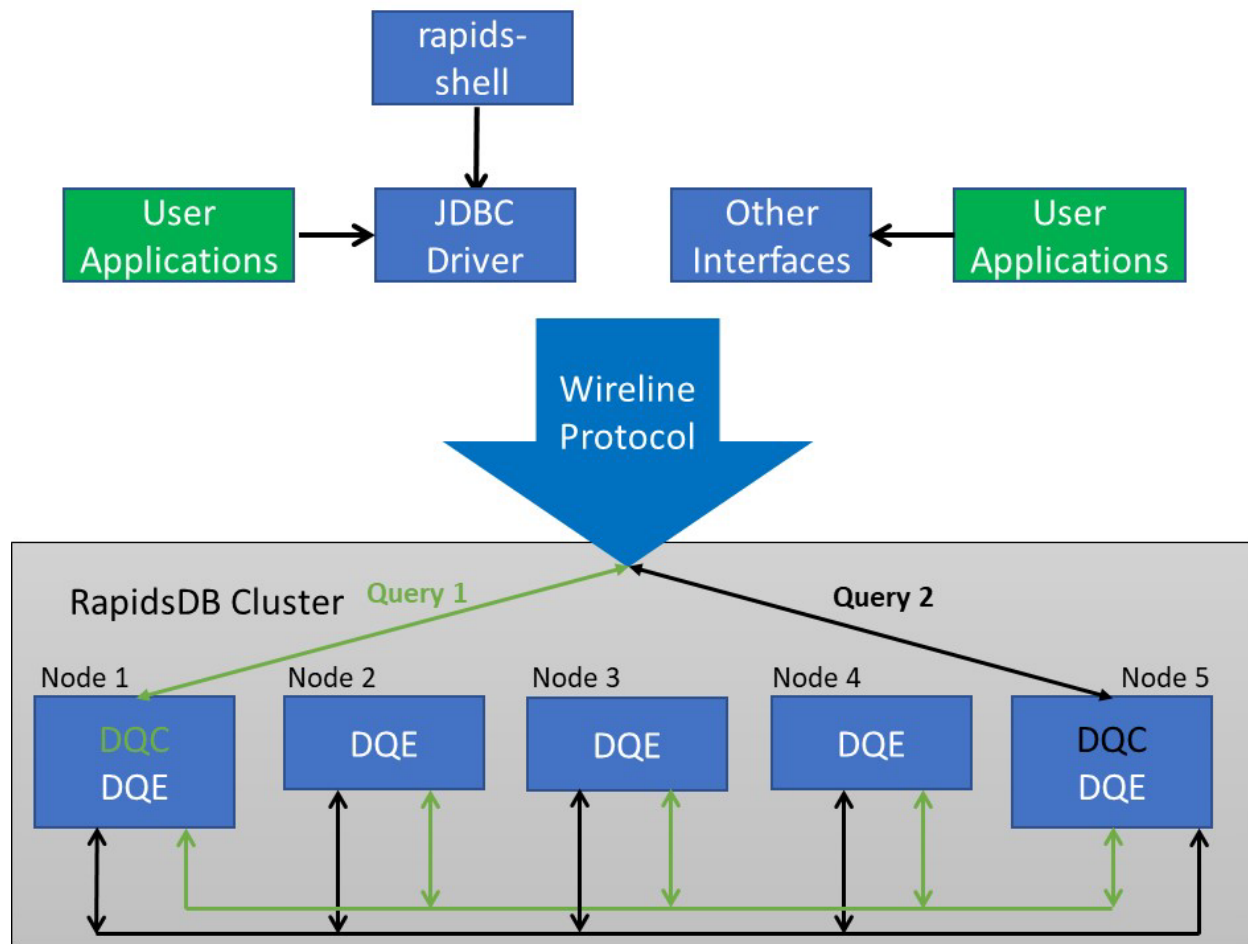 rapids-
shell
User
Applications
JDBC
Driver
Other
Interfaces
User
Applications
Wireline
Protocol
RapidsDB Cluster
Query 1
Query 2
Node 1
Node 2
Node 3
Node 4
Node 5
DQC
DQE
DQE
DQE
DQE
DQC
DQE